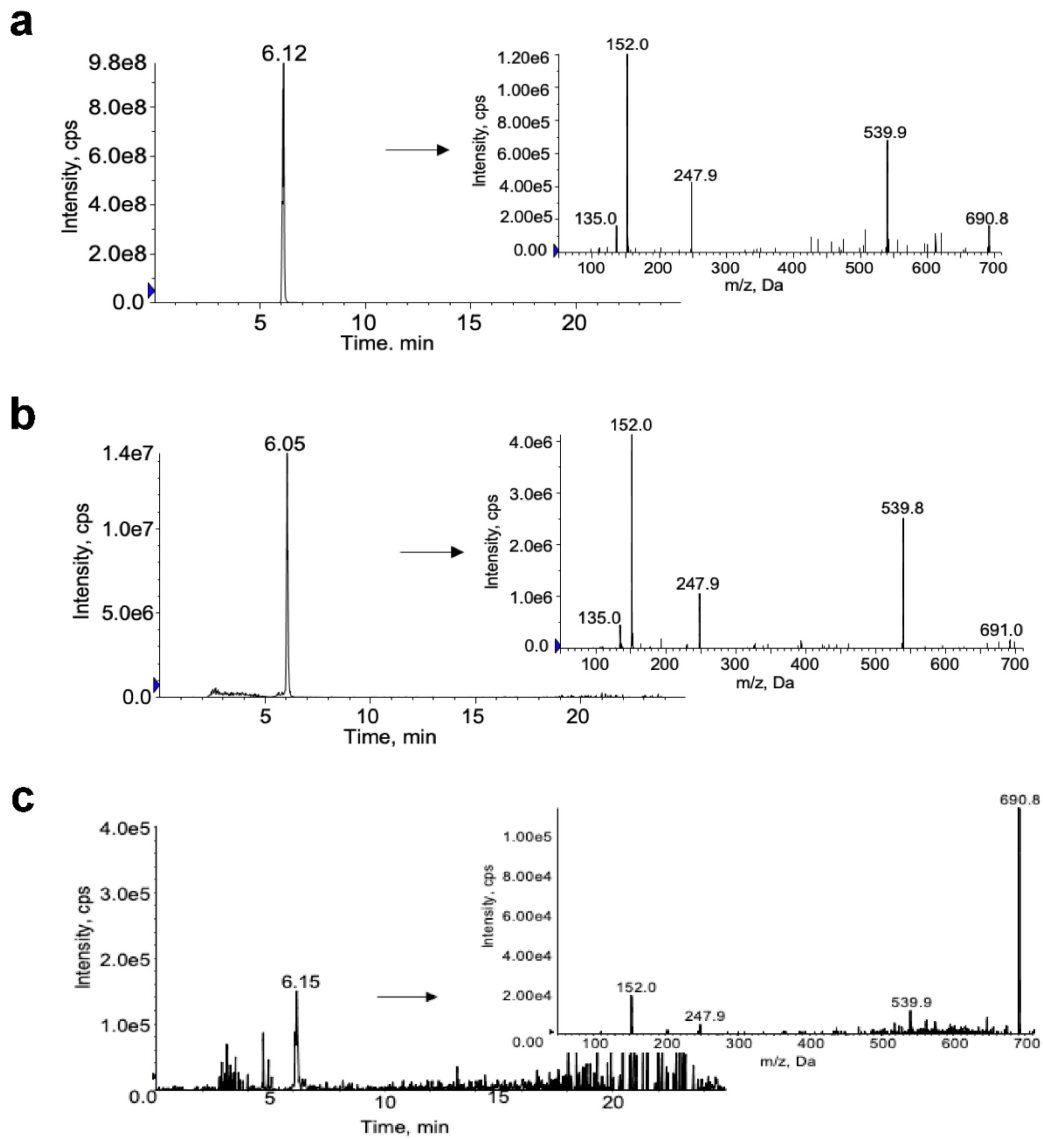 a
6.12
9.8e8
8.0e8
6.0e8
4.0e8
2.0e8
0.0
Intensity, cps
5
10
15
20
Time. min
152.0
1.20e6
1.00e6
8.00e5
6.00e5
4.00e5
2.00e5
0.00
Intensity, cps
539.9
247.9
135.0
690.8
100
200
300
400
500
600
700
m/z, Da
b
6.05
1.4e7
1.0e7
5.0e6
0.0
Intensity, cps
5
10
15
20
Time, min
152.0
4.0e6
3.0e6
2.0e6
1.0e6
0.0
Intensity, cps
539.8
247.9
135.0
691.0
100
200
300
400
500
600
700
m/z, Da
c
4.0e5
3.0e5
2.0e5
1.0e5
0.0
Intensity, cps
6.15
5
10
15
20
Time, min
690.8
1.00e5
8.00e4
6.00e4
4.00e4
2.00e4
0.00
Intensity, cps
152.0
247.9
539.9
100
200
300
400
500
600
700
m/z, Da